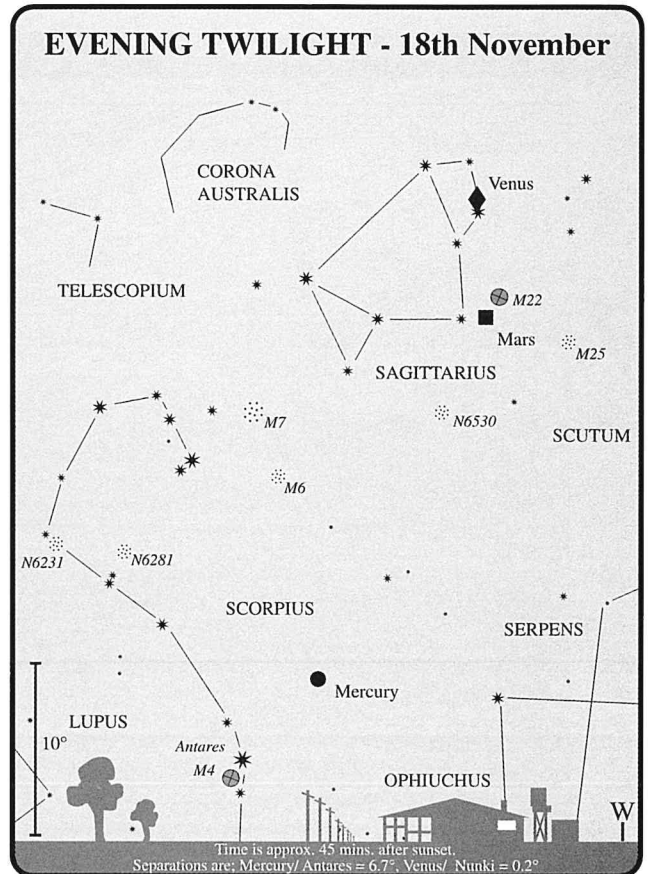 EVENING TWILIGHT - 18th November
CORONA
AUSTRALIS
Venus
TELESCOPIUM
M22
Mars
M25
SAGITTARIUS
M7
N6530
SCUTUM
M6
N6231
N6281
SCORPIUS
SERPENS
Mercury
LUPUS
10°
Antares
M4
OPHIUCHUS
W
Time is approx. 45 mins. after sunset.
Separations are; Mercury/ Antares = 6.7°, Venus/ Nunki = 0.2°